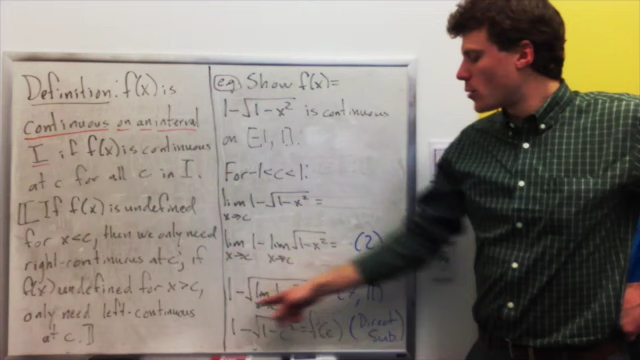 Definition: f(x) is
continuous on an interval
I if f(x) is continuous
at c for all c in I.
[[If f(x) is undefined
for x<c, then we only need
right-continuous at c; if
f(x) undefined for x>c,
only need left-continuous
at c.]]
e.g. Show f(x)=
1-√(1-x²) is continuous
on [-1, 1].
For -1<c<1:
lim x→c 1-√(1-x²) =
lim x→c 1 - lim x→c √(1-x²) = (2)
1-√
1-√(1-c²) = f(c) (Direct
Sub.)